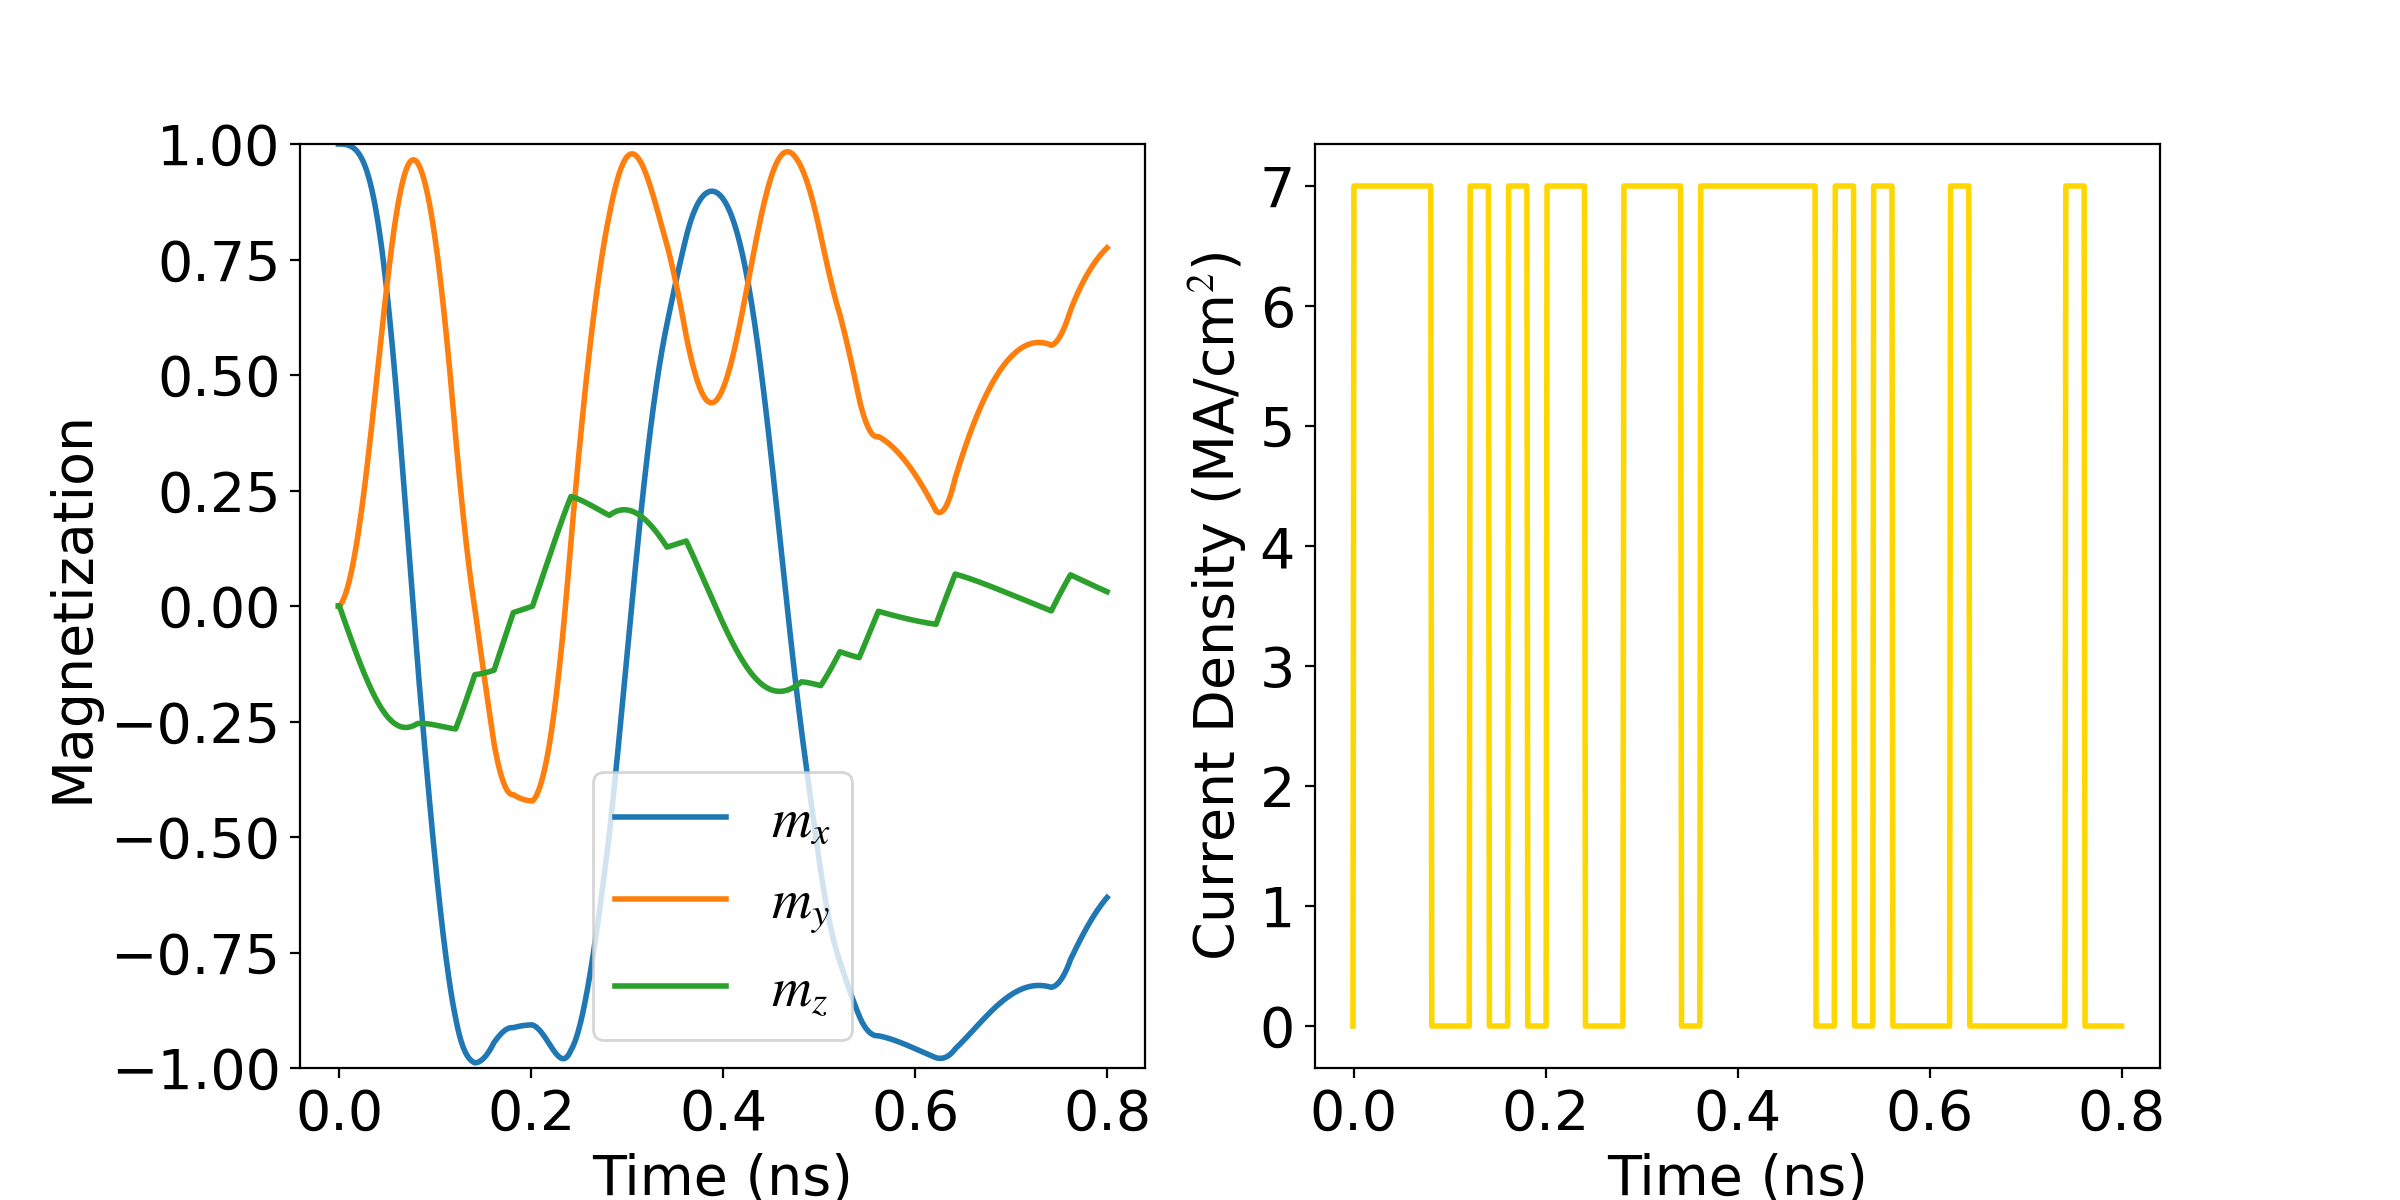 1.00
0.75
0.50
0.25
0.00
−0.25
−0.50
−0.75
−1.00
Magnetization
0.0 0.2 0.4 0.6 0.8
Time (ns)
m_x
m_y
m_z
7
6
5
4
3
2
1
0
Current Density (MA/cm²)
0.0 0.2 0.4 0.6 0.8
Time (ns)